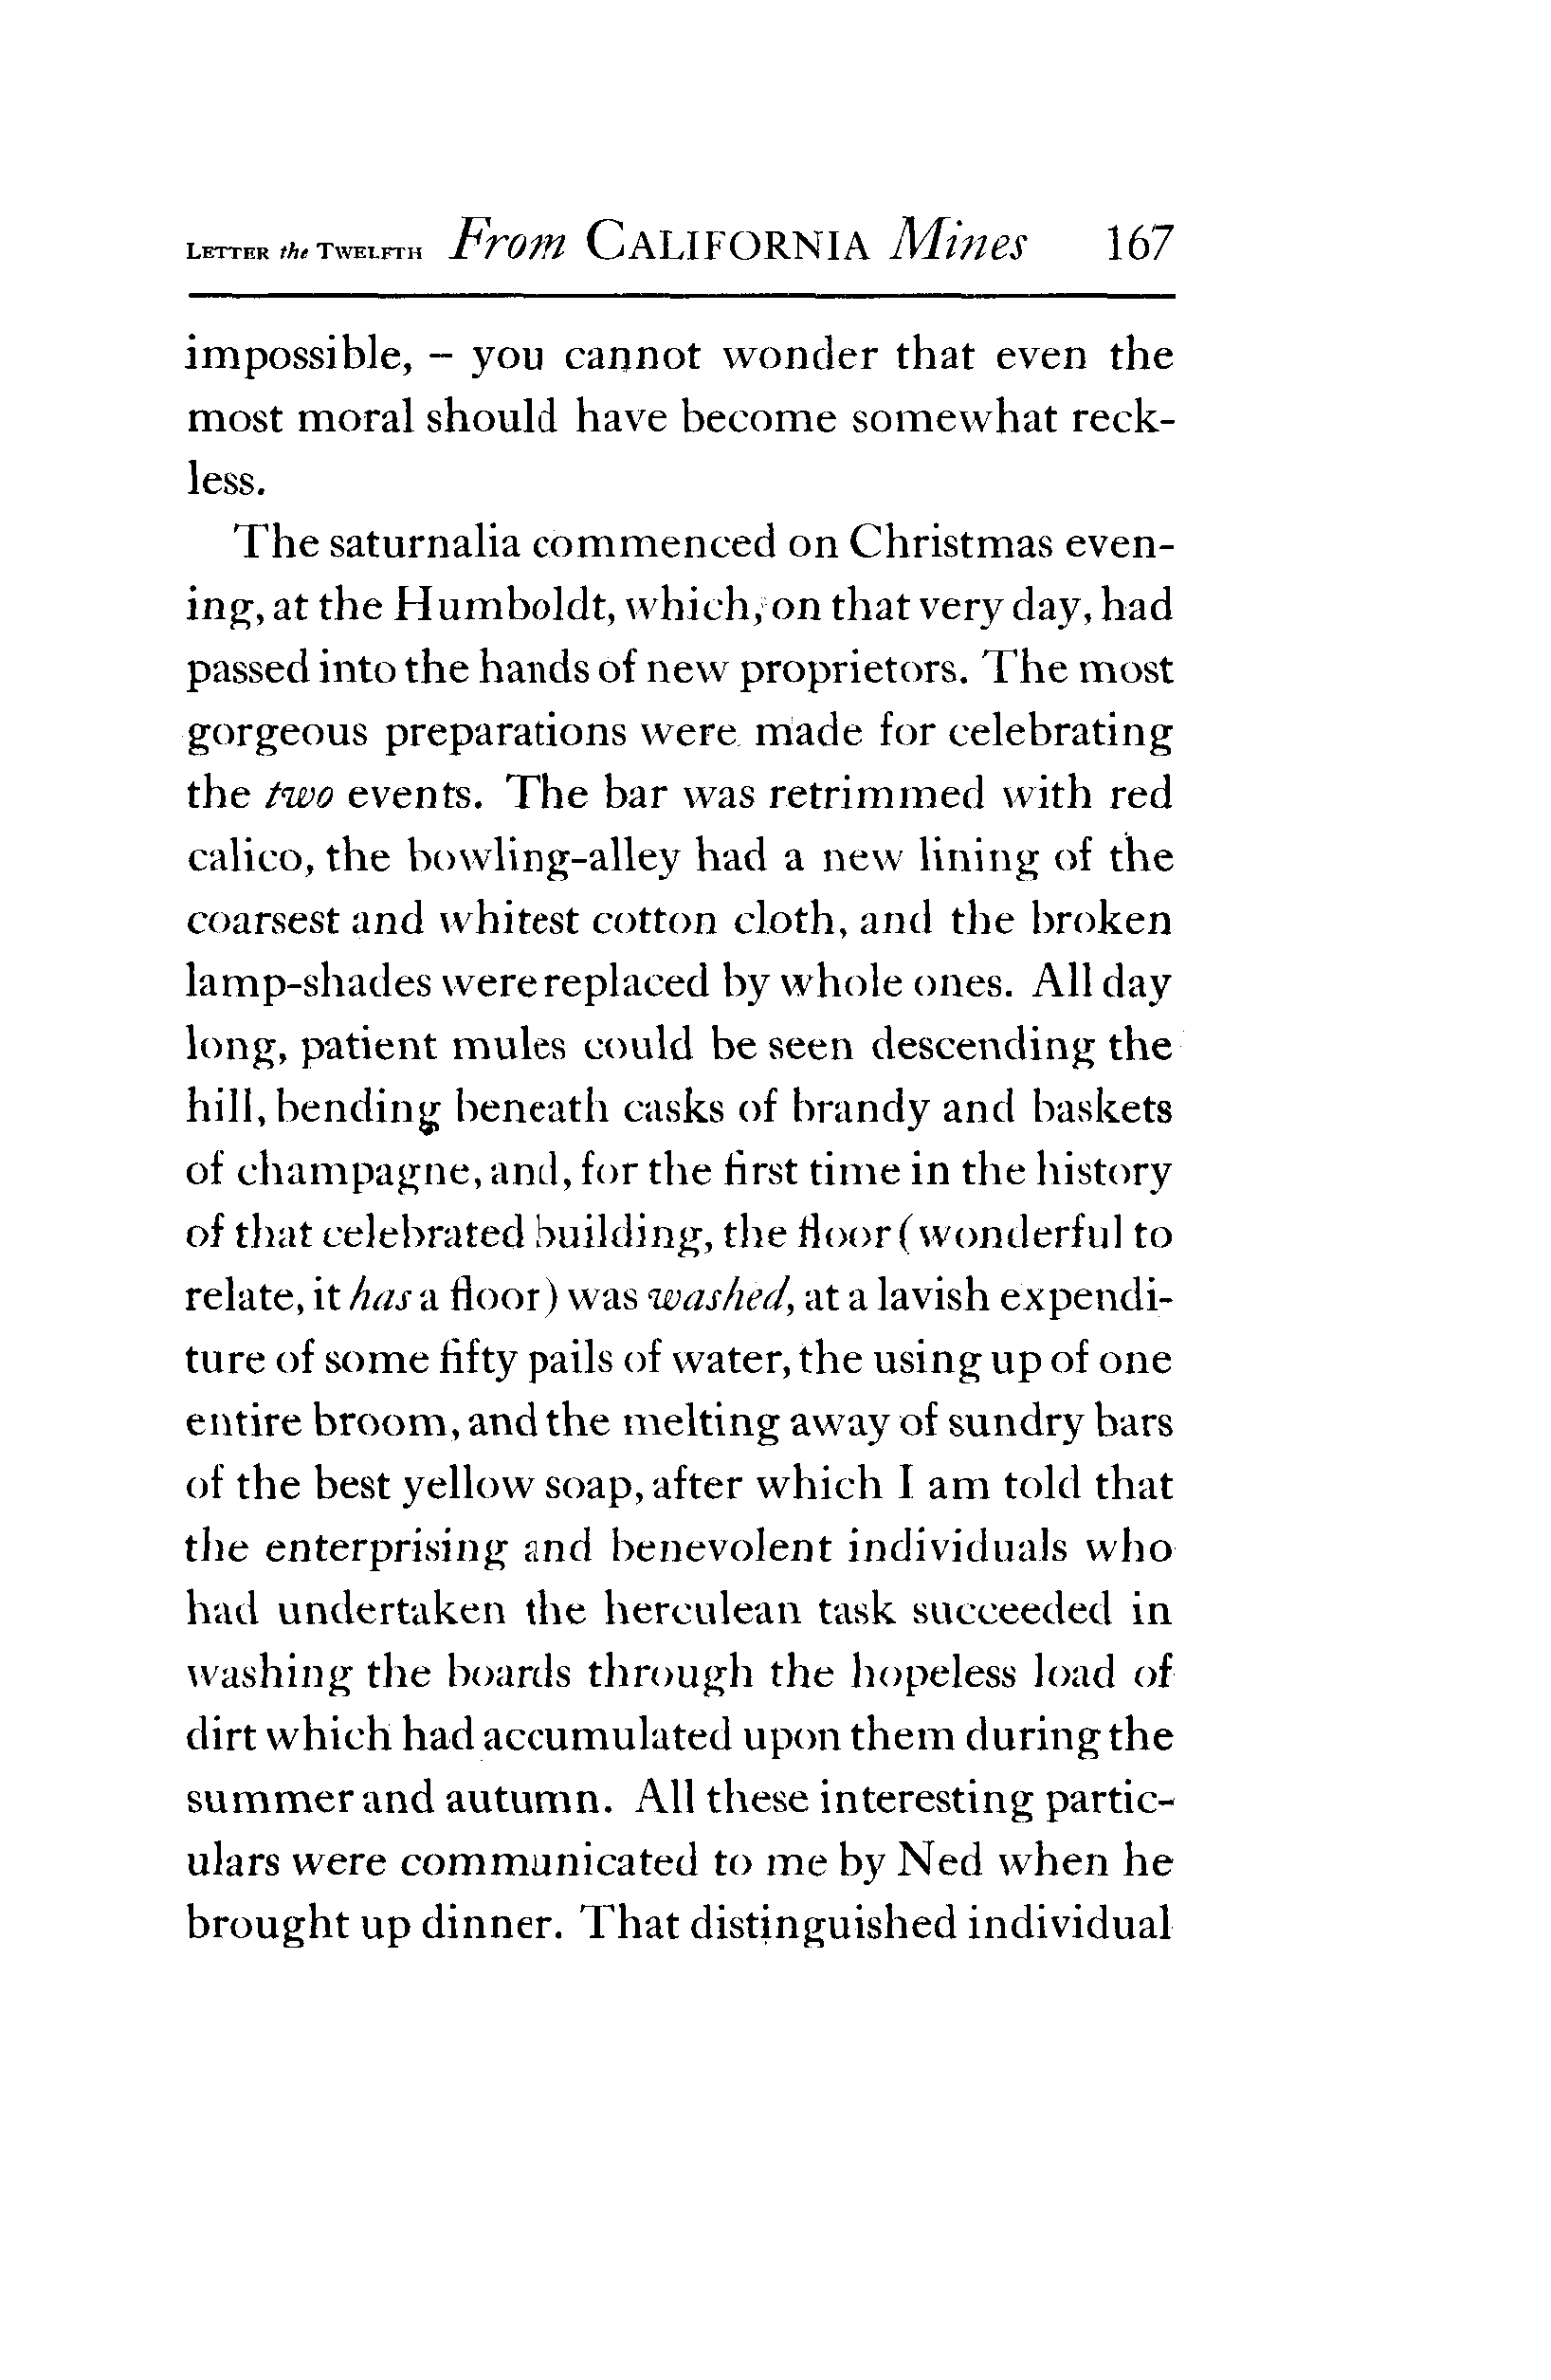 LETTER the TWELFTH From CALIFORNIA Mines 167
impossible, – you cannot wonder that even the
most moral should have become somewhat reck-
less.
The saturnalia commenced on Christmas even-
ing, at the Humboldt, which, on that very day, had
passed into the hands of new proprietors. The most
gorgeous preparations were made for celebrating
the two events. The bar was retrimmed with red
calico, the bowling-alley had a new lining of the
coarsest and whitest cotton cloth, and the broken
lamp-shades were replaced by whole ones. All day
long, patient mules could be seen descending the
hill, bending beneath casks of brandy and baskets
of champagne, and, for the first time in the history
of that celebrated building, the floor (wonderful to
relate, it has a floor) was washed, at a lavish expendi-
ture of some fifty pails of water, the using up of one
entire broom, and the melting away of sundry bars
of the best yellow soap, after which I am told that
the enterprising and benevolent individuals who
had undertaken the herculean task succeeded in
washing the boards through the hopeless load of
dirt which had accumulated upon them during the
summer and autumn. All these interesting partic-
ulars were communicated to me by Ned when he
brought up dinner. That distinguished individual